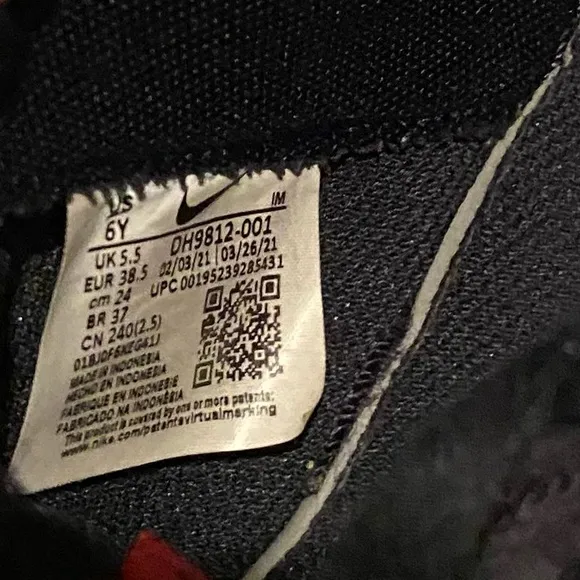 US
6Y
IM
UK 5.5
DH9812-001
EUR 38.5
02/03/21 | 03/26/21
cm 24
UPC 00195239285431
BR 37
CN 240(2.5)
MADE IN INDONESIA
HECHO EN INDONESIA
FABRIQUE EN INDONESIE
FABRICADO NA INDONÉSIA
This product is covered by one or more patents:
www.nike.com/patentsvirtualmarking